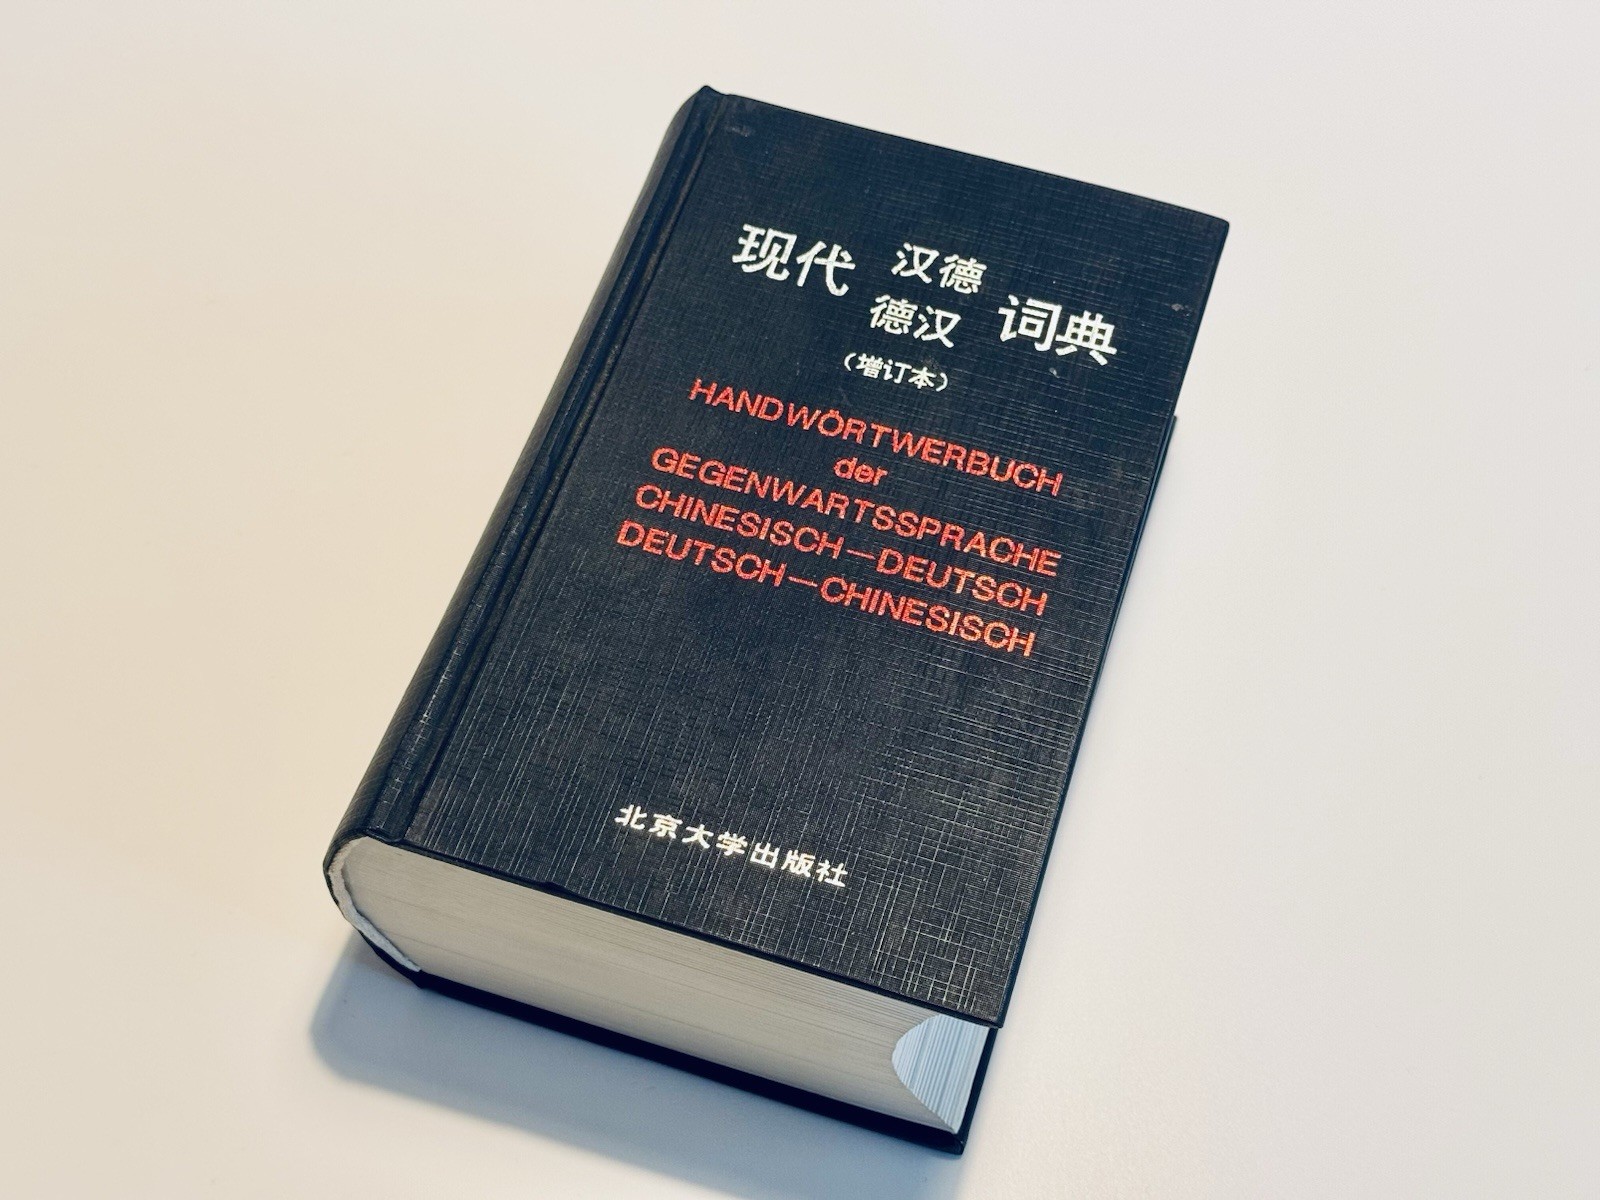 现代 汉德 词典
德汉
(增订本)
HANDWÖRTWERBUCH
der
GEGENWARTSSPRACHE
CHINESISCH—DEUTSCH
DEUTSCH—CHINESISCH
北京大学出版社